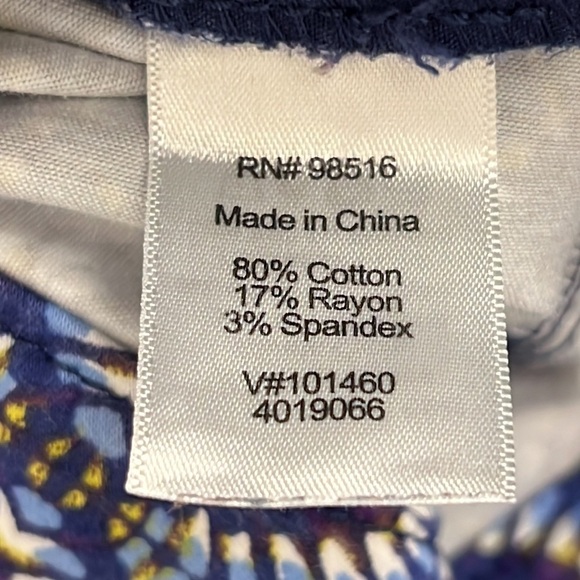 RN# 98516
Made in China
80% Cotton
17% Rayon
3% Spandex
V#101460
4019066